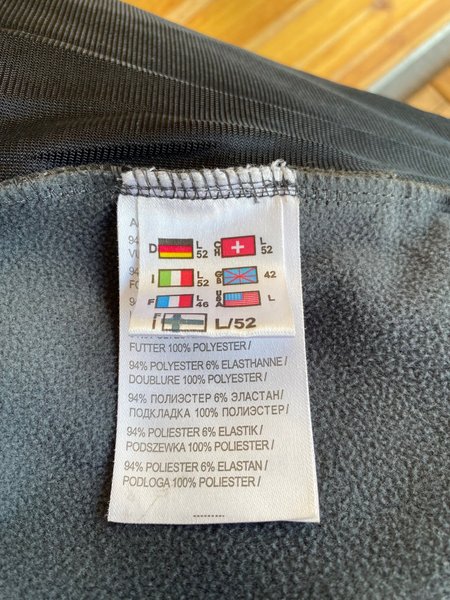 D L 52 CH L 52
I L 52 GB 42
F L 46 USA L
L/52
FUTTER 100% POLYESTER /
94% POLYESTER 6% ELASTHANNE /
DOUBLURE 100% POLYESTER /
94% ПОЛИЭСТЕР 6% ЭЛАСТАН /
ПОДКЛАДКА 100% ПОЛИЭСТЕР /
94% POLIESTER 6% ELASTIK /
PODSZEWKA 100% POLIESTER /
94% POLIESTER 6% ELASTAN /
PODLOGA 100% POLIESTER /